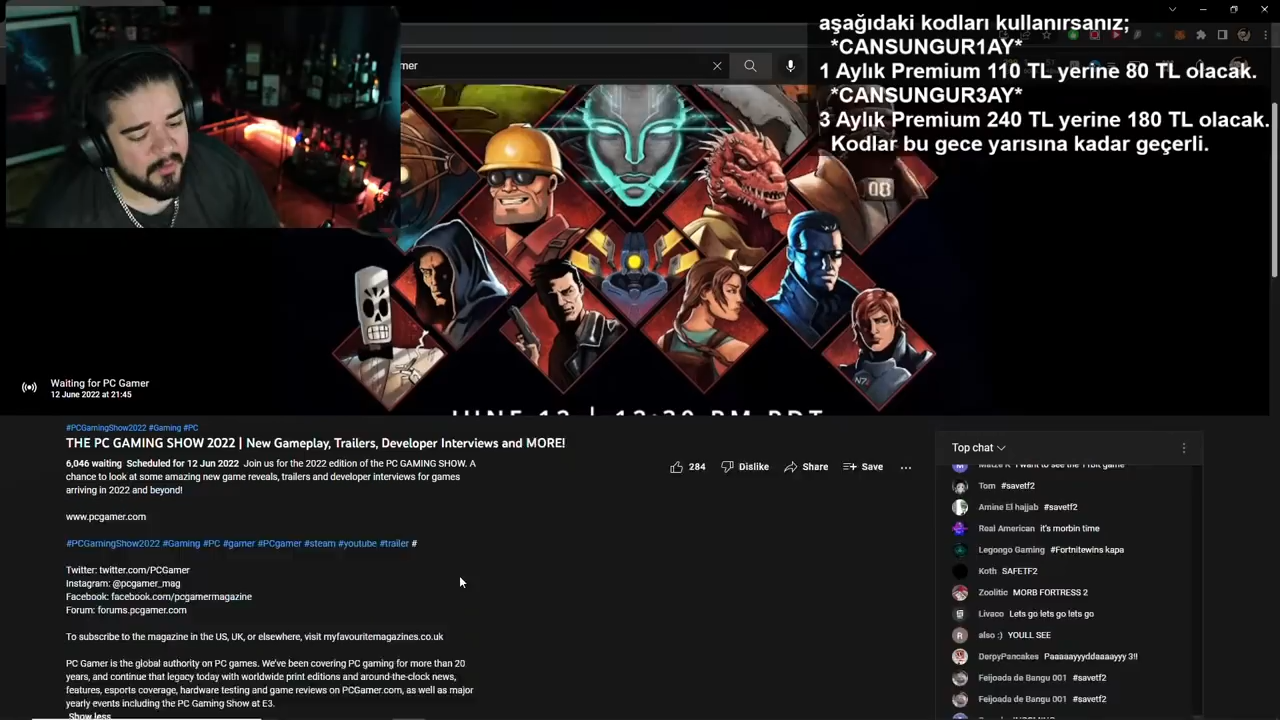 aşağıdaki kodları kullanırsanız;
*CANSUNGUR1AY*
1 Aylık Premium 110 TL yerine 80 TL olacak.
*CANSUNGUR3AY*
3 Aylık Premium 240 TL yerine 180 TL olacak.
Kodlar bu gece yarısına kadar geçerli.
mer
08
N7
Waiting for PC Gamer
12 June 2022 at 21:45
#PCGamingShow2022 #Gaming #PC
THE PC GAMING SHOW 2022 | New Gameplay, Trailers, Developer Interviews and MORE!
6,046 waiting Scheduled for 12 Jun 2022 Join us for the 2022 edition of the PC GAMING SHOW. A
chance to look at some amazing new game reveals, trailers and developer interviews for games
arriving in 2022 and beyond!
284 Dislike Share Save
www.pcgamer.com
#PCGamingShow2022 #Gaming #PC #gamer #PCgamer #steam #youtube #trailer #
Twitter: twitter.com/PCGamer
Instagram: @pcgamer_mag
Facebook: facebook.com/pcgamermagazine
Forum: forums.pcgamer.com
To subscribe to the magazine in the US, UK, or elsewhere, visit myfavouritemagazines.co.uk
PC Gamer is the global authority on PC games. We've been covering PC gaming for more than 20
years, and continue that legacy today with worldwide print editions and around-the-clock news,
features, esports coverage, hardware testing and game reviews on PCGamer.com, as well as major
yearly events including the PC Gaming Show at E3.
Show less
Top chat
I want to see the 11bit game
Tom #savetf2
Amine El hajjab #savetf2
Real American it's morbin time
Legongo Gaming #Fortnitewins kapa
Koth SAFETF2
Zoolitic MORB FORTRESS 2
Livaco Lets go lets go lets go
also :) YOULL SEE
DerpyPancakes Paaaaayyyddaaaayyy 3!!
Feijoada de Bangu 001 #savetf2
Feijoada de Bangu 001 #savetf2